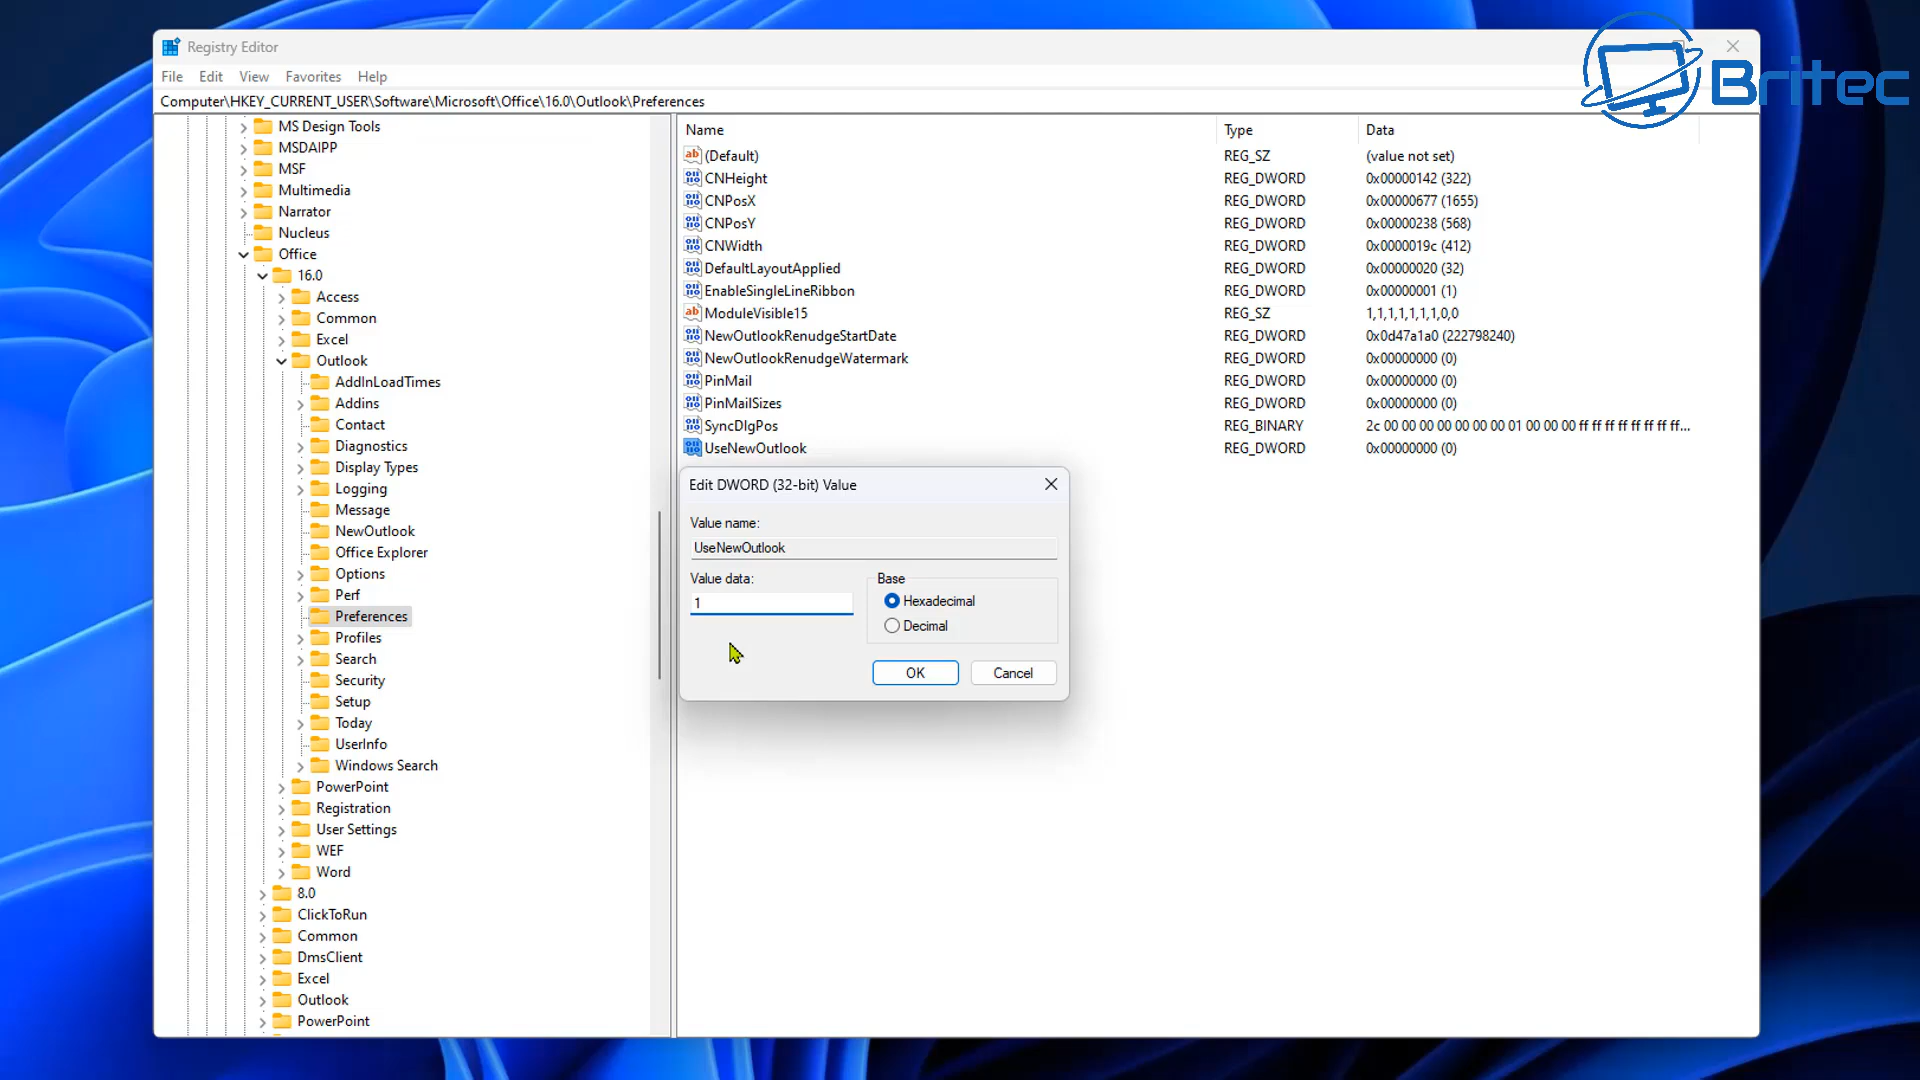 Registry Editor
Britec
File Edit View Favorites Help
Computer\HKEY_CURRENT_USER\Software\Microsoft\Office\16.0\Outlook\Preferences
MS Design Tools
MSDAIPP
MSF
Multimedia
Narrator
Nucleus
Office
16.0
Access
Common
Excel
Outlook
AddInLoadTimes
Addins
Contact
Diagnostics
Display Types
Logging
Message
NewOutlook
Office Explorer
Options
Perf
Preferences
Profiles
Search
Security
Setup
Today
UserInfo
Windows Search
PowerPoint
Registration
User Settings
WEF
Word
8.0
ClickToRun
Common
DmsClient
Excel
Outlook
PowerPoint
Name Type Data
(Default) REG_SZ (value not set)
CNHeight REG_DWORD 0x00000142 (322)
CNPosX REG_DWORD 0x00000677 (1655)
CNPosY REG_DWORD 0x00000238 (568)
CNWidth REG_DWORD 0x0000019c (412)
DefaultLayoutApplied REG_DWORD 0x00000020 (32)
EnableSingleLineRibbon REG_DWORD 0x00000001 (1)
ModuleVisible15 REG_SZ 1,1,1,1,1,1,0,0
NewOutlookRenudgeStartDate REG_DWORD 0x0d47a1a0 (222798240)
NewOutlookRenudgeWatermark REG_DWORD 0x00000000 (0)
PinMail REG_DWORD 0x00000000 (0)
PinMailSizes REG_DWORD 0x00000000 (0)
SyncDlgPos REG_BINARY 2c 00 00 00 00 00 00 00 01 00 00 00 ff ff ff ff ff ff ff ff...
UseNewOutlook REG_DWORD 0x00000000 (0)
Edit DWORD (32-bit) Value
Value name:
UseNewOutlook
Value data:
1
Base
Hexadecimal
Decimal
OK Cancel